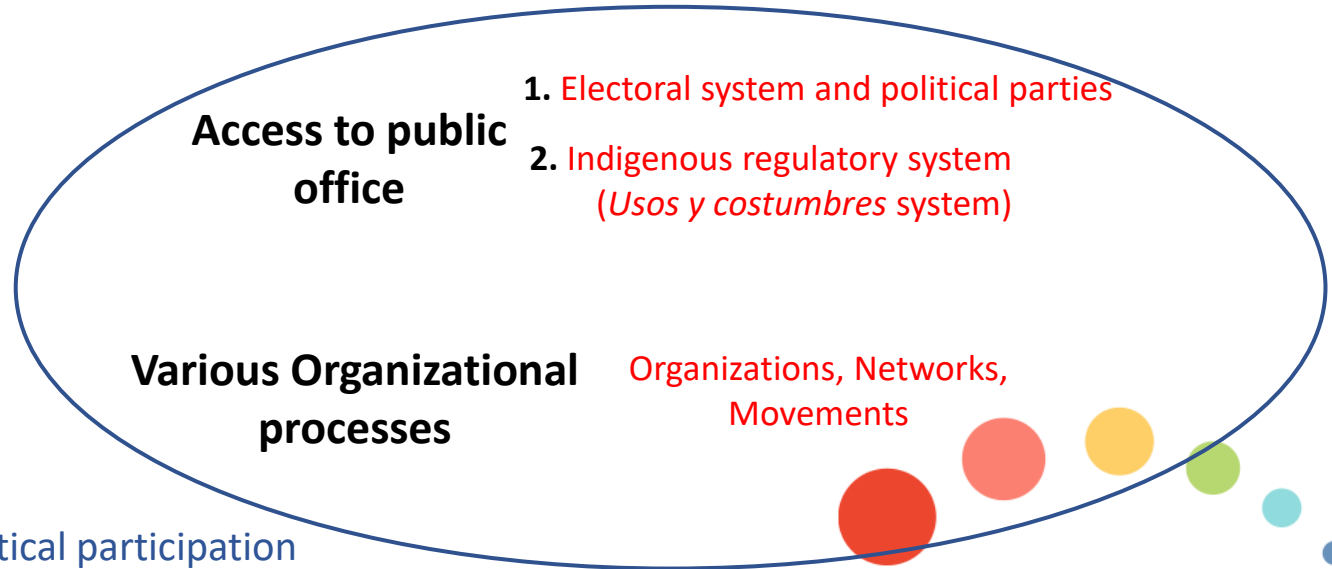 Access to public
office
1. Electoral system and political parties
2. Indigenous regulatory system
(Usos y costumbres system)
Various Organizational
processes
Organizations, Networks,
Movements
tical participation